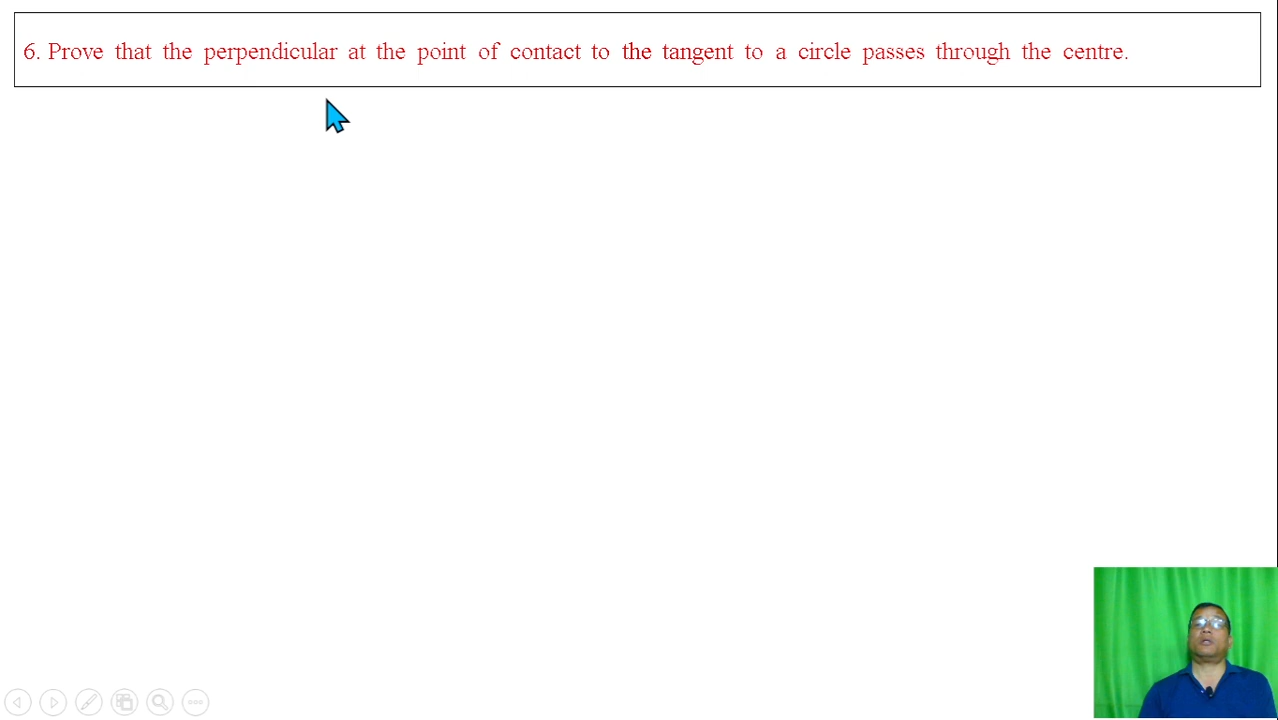 6. Prove that the perpendicular at the point of contact to the tangent to a circle passes through the centre.